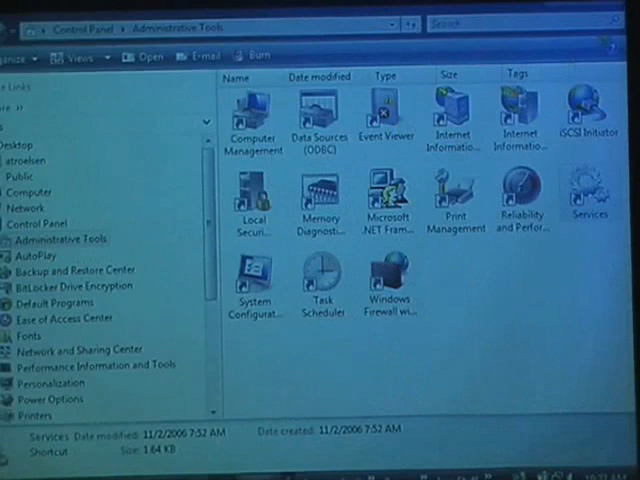 Control Panel ▸ Administrative Tools
Search
Views
Open
E-mail
Burn
Name
Date modified
Type
Size
Tags
Desktop
atroelsen
Public
Computer
Network
Control Panel
Administrative Tools
AutoPlay
Backup and Restore Center
BitLocker Drive Encryption
Default Programs
Ease of Access Center
Fonts
Network and Sharing Center
Performance Information and Tools
Personalization
Power Options
Printers
Computer
Management
Data Sources
(ODBC)
Event Viewer
Internet
Informatio...
Internet
Informatio...
iSCSI Initiator
Local
Securi...
Memory
Diagnosti...
Microsoft
.NET Fram...
Print
Management
Reliability
and Perfor...
Services
System
Configurat...
Task
Scheduler
Windows
Firewall wi...
Services Date modified: 11/2/2006 7:52 AM
Date created: 11/2/2006 7:52 AM
Shortcut
Size: 1.64 KB